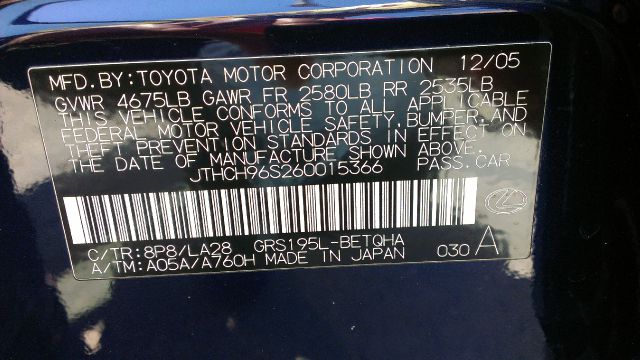 MFD.BY:TOYOTA MOTOR CORPORATION 12/05
GVWR 4675LB GAWR FR 2580LB RR 2535LB
THIS VEHICLE CONFORMS TO ALL APPLICABLE
FEDERAL MOTOR VEHICLE SAFETY,BUMPER,AND
THEFT PREVENTION STANDARDS IN EFFECT ON
THE DATE OF MANUFACTURE SHOWN ABOVE.
JTHCH96S260015366 PASS.CAR
C/TR:8P8/LA28 GRS195L-BETQHA
A/TM:A05A/A760H MADE IN JAPAN 030 A